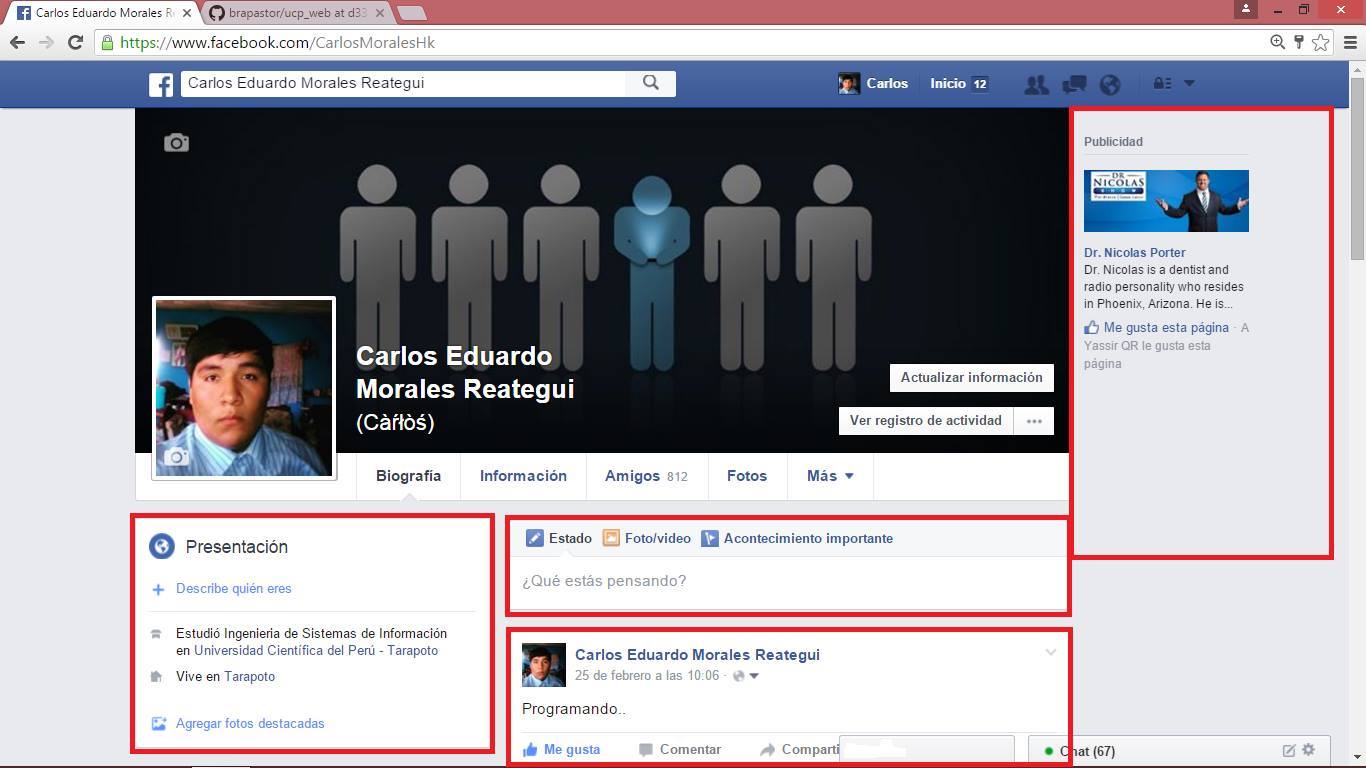 Carlos Eduardo Morales Re
brapastor/ucp_web at d33
https://www.facebook.com/CarlosMoralesHk
Carlos Eduardo Morales Reategui
Carlos
Inicio 12
Publicidad
DR
NICOLAS
SHOW
Dr. Nicolas Porter
Dr. Nicolas is a dentist and
radio personality who resides
in Phoenix, Arizona. He is...
Me gusta esta página · A
Yassir QR le gusta esta
página
Carlos Eduardo
Morales Reategui
(Càŕłòś)
Actualizar información
Ver registro de actividad
Biografía
Información
Amigos 812
Fotos
Más
Presentación
Describe quién eres
Estudió Ingenieria de Sistemas de Información
en Universidad Científica del Perú - Tarapoto
Vive en Tarapoto
Agregar fotos destacadas
Estado
Foto/video
Acontecimiento importante
¿Qué estás pensando?
Carlos Eduardo Morales Reategui
25 de febrero a las 10:06 ·
Programando..
Me gusta
Comentar
Comparti
Chat (67)